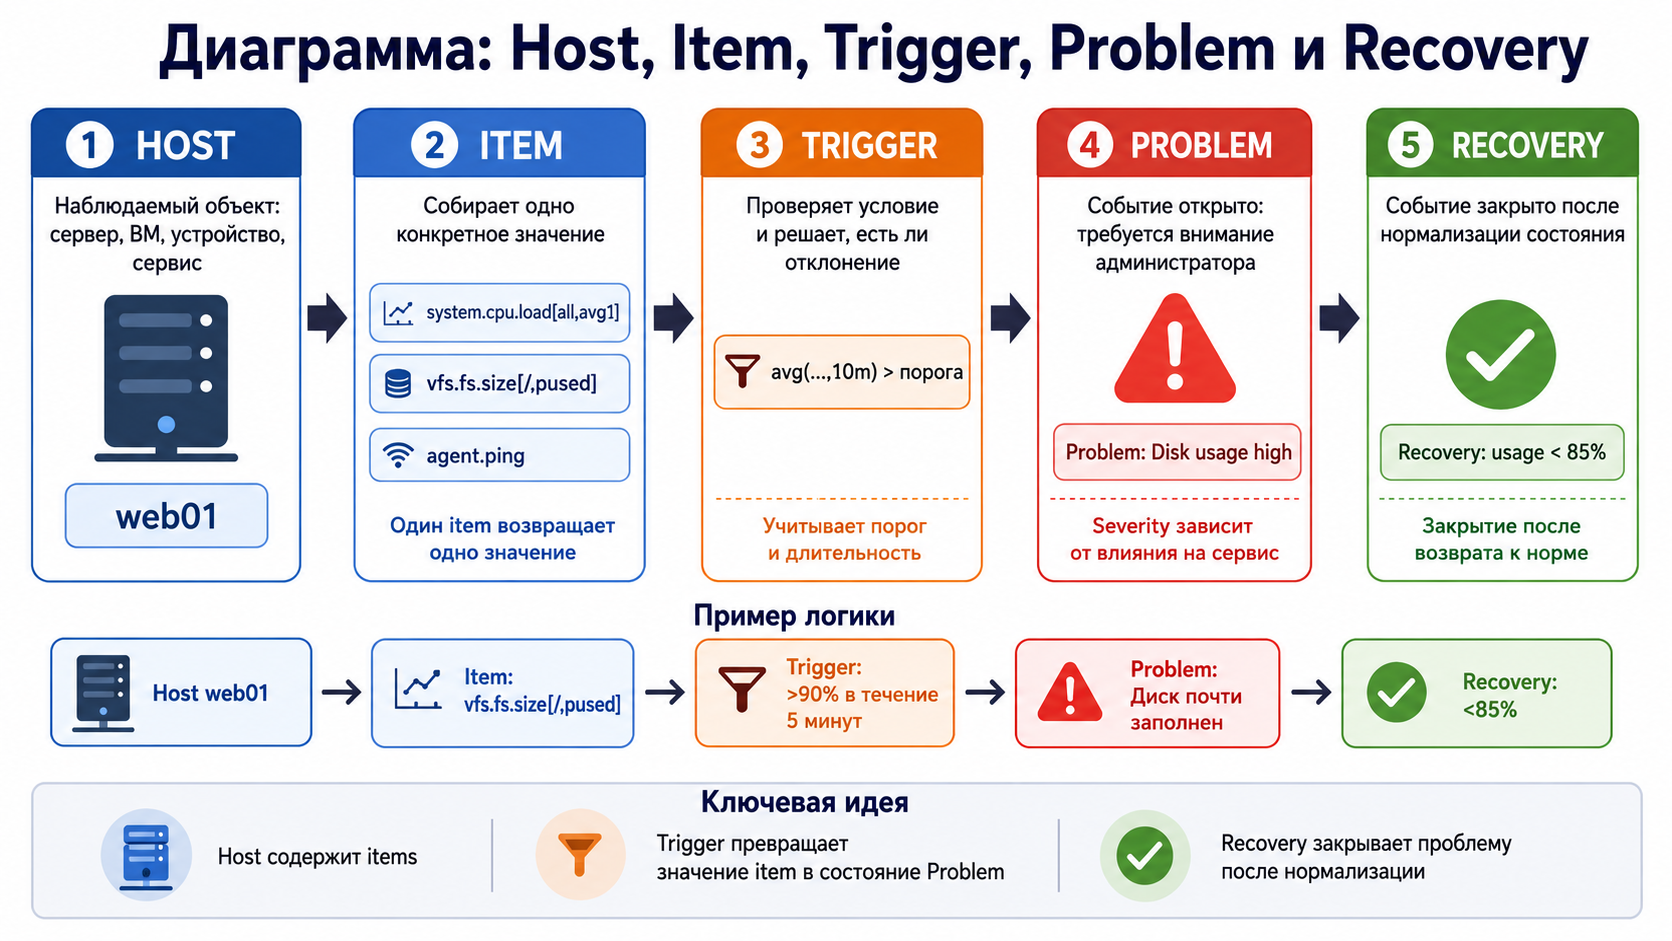 Диаграмма: Host, Item, Trigger, Problem и Recovery
1 HOST
Наблюдаемый объект:
сервер, ВМ, устройство,
сервис
web01
2 ITEM
Собирает одно
конкретное значение
system.cpu.load[all,avg1]
vfs.fs.size[/,pused]
agent.ping
Один item возвращает
одно значение
3 TRIGGER
Проверяет условие
и решает, есть ли
отклонение
avg(...,10m) > порога
Учитывает порог
и длительность
4 PROBLEM
Событие открыто:
требуется внимание
администратора
Problem: Disk usage high
Severity зависит
от влияния на сервис
5 RECOVERY
Событие закрыто после
нормализации состояния
Recovery: usage < 85%
Закрытие после
возврата к норме
Пример логики
Host web01
Item:
vfs.fs.size[/,pused]
Trigger:
>90% в течение
5 минут
Problem:
Диск почти
заполнен
Recovery:
<85%
Ключевая идея
Host содержит items
Trigger превращает
значение item в состояние Problem
Recovery закрывает проблему
после нормализации